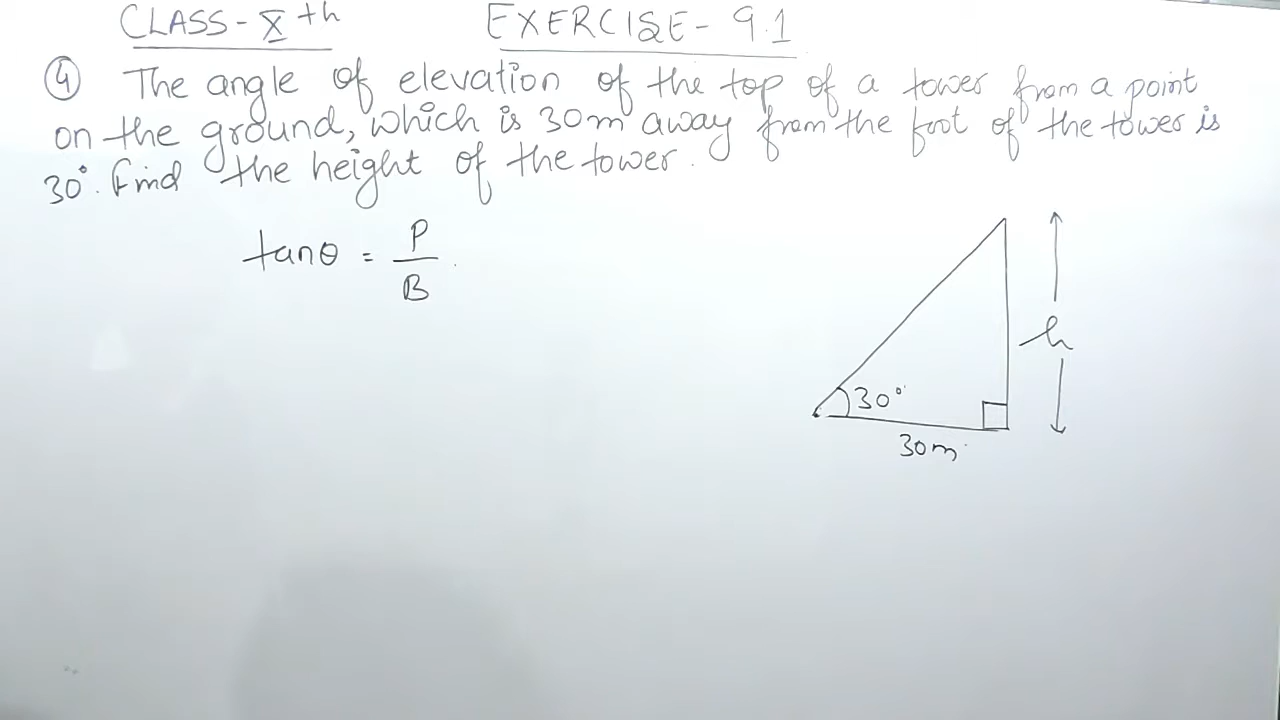 CLASS-Xth EXERCISE-9.1
④ The angle of elevation of the top of a tower from a point
on the ground, which is 30m away from the foot of the tower is
30°. Find the height of the tower.
tanθ = P
B
h
30°
30m